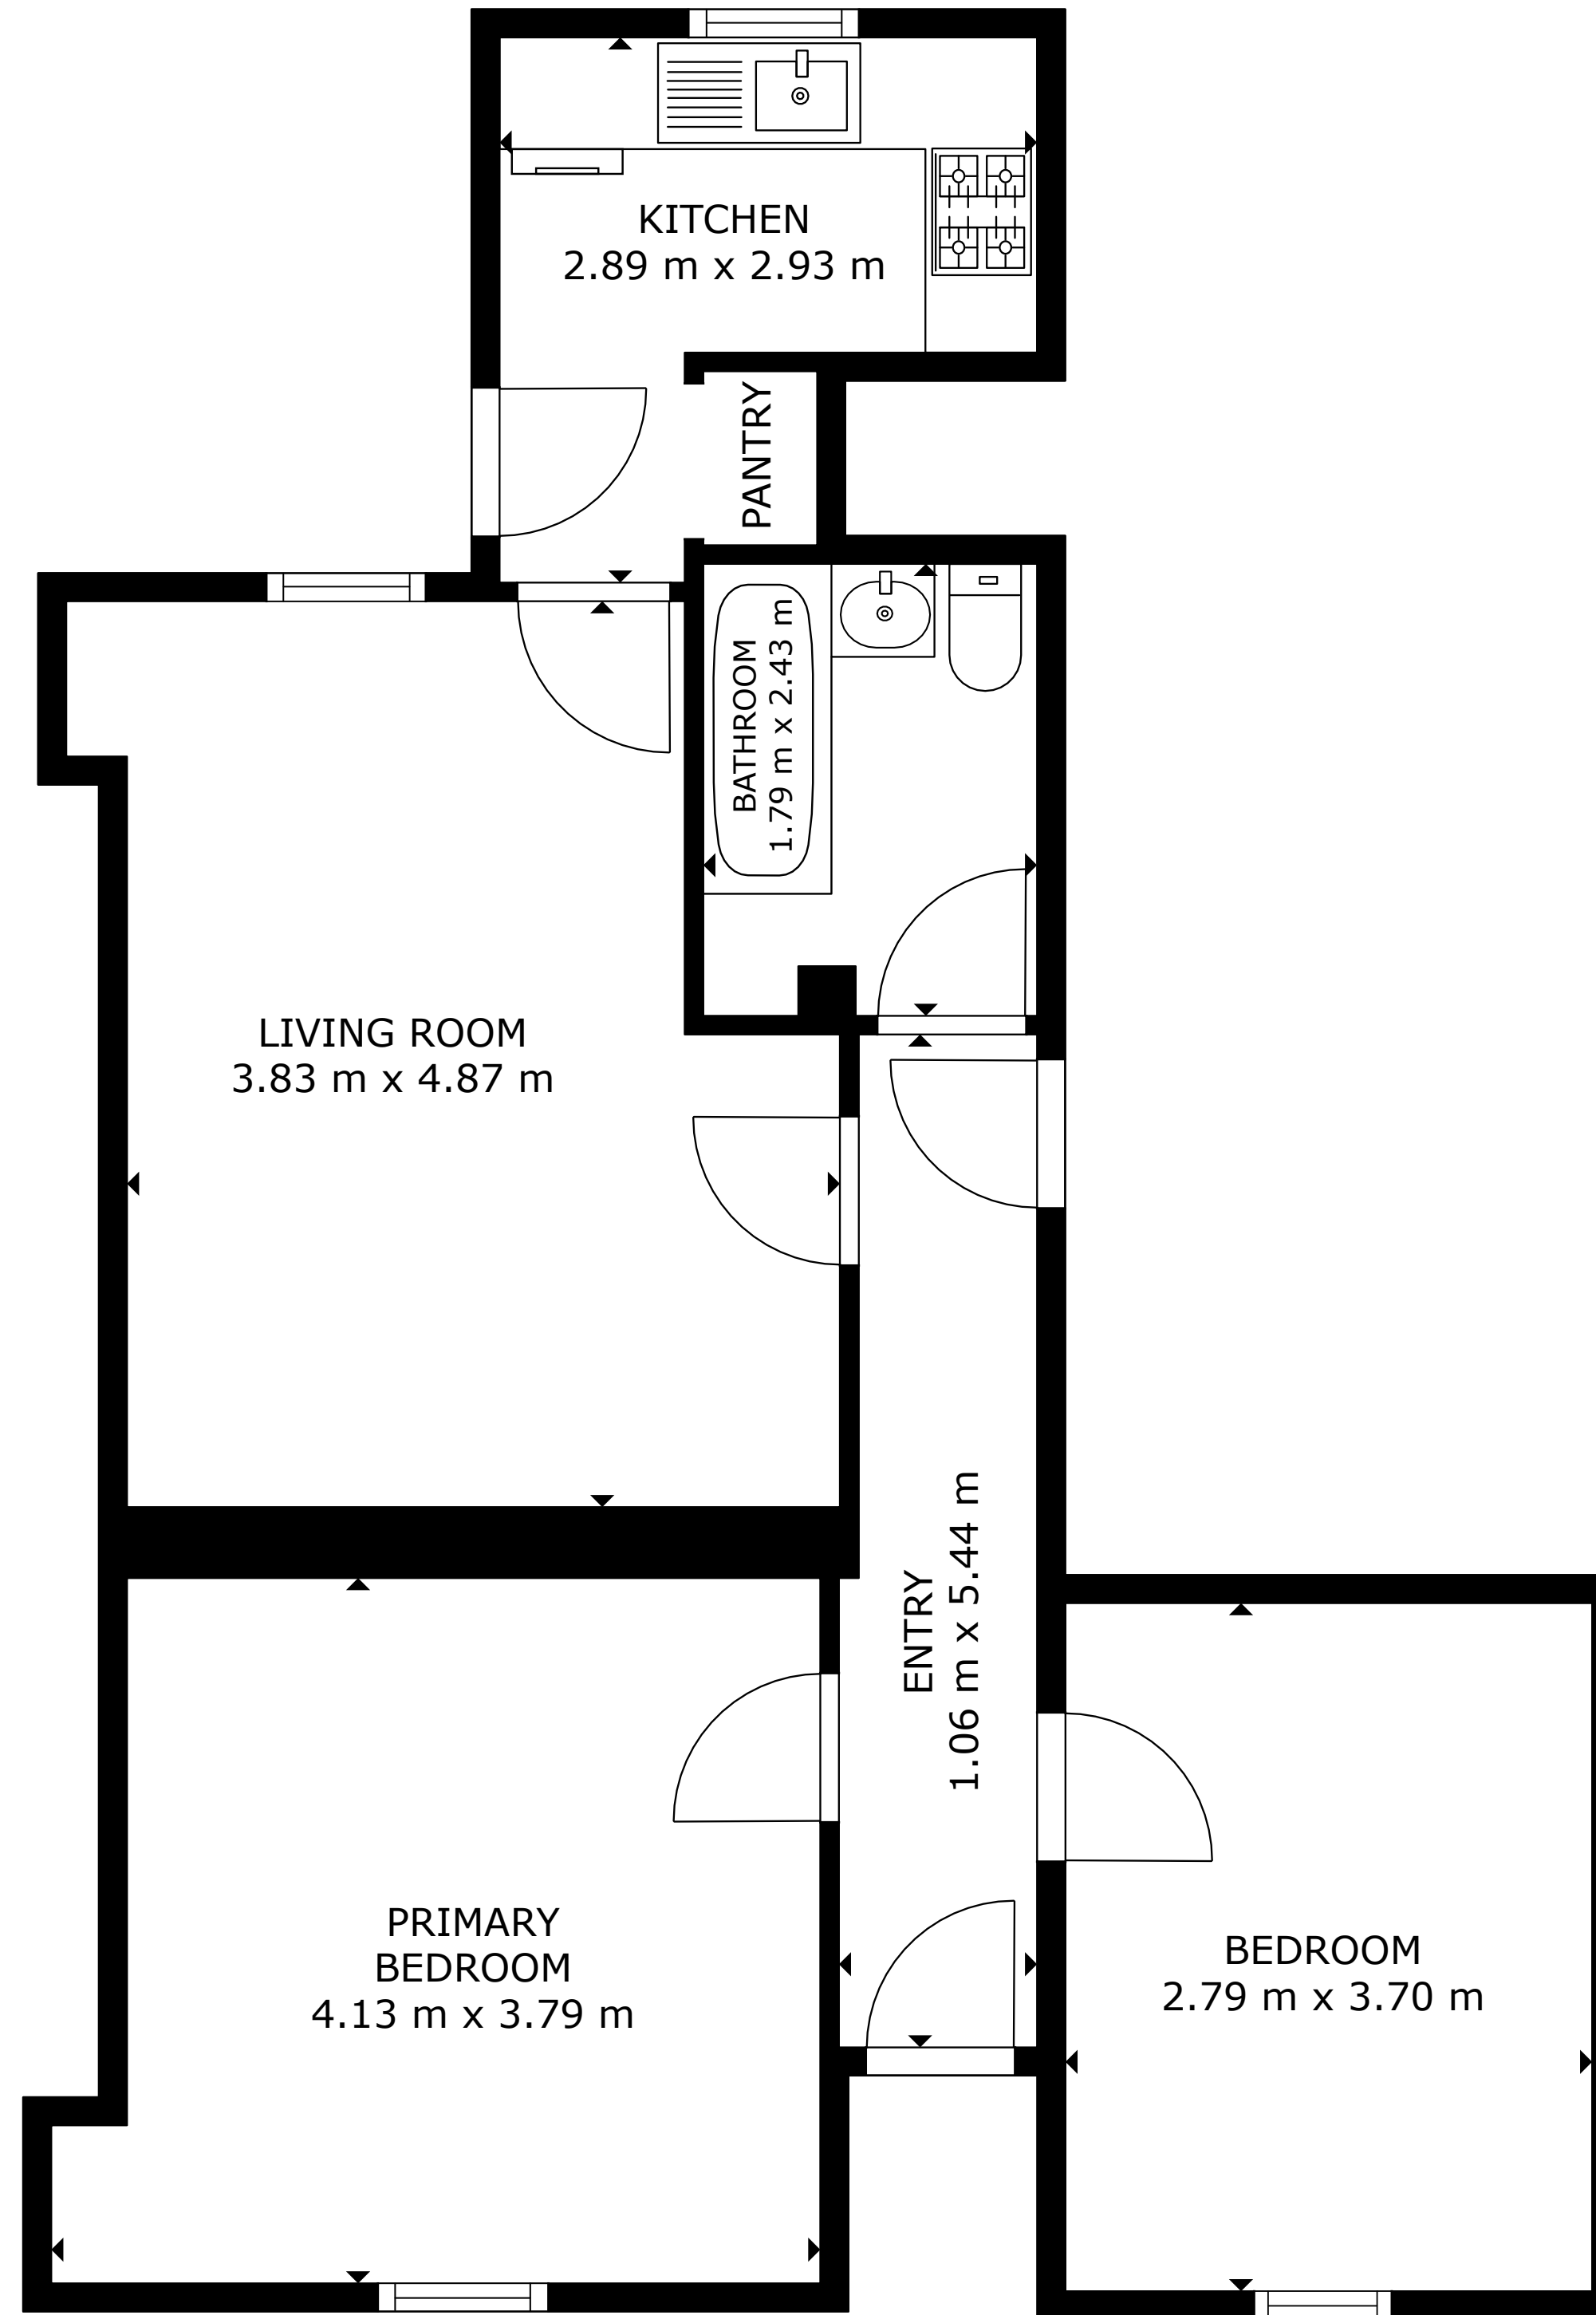 KITCHEN
2.89 m x 2.93 m
PANTRY
BATHROOM
1.79 m x 2.43 m
LIVING ROOM
3.83 m x 4.87 m
ENTRY
1.06 m x 5.44 m
PRIMARY
BEDROOM
4.13 m x 3.79 m
BEDROOM
2.79 m x 3.70 m